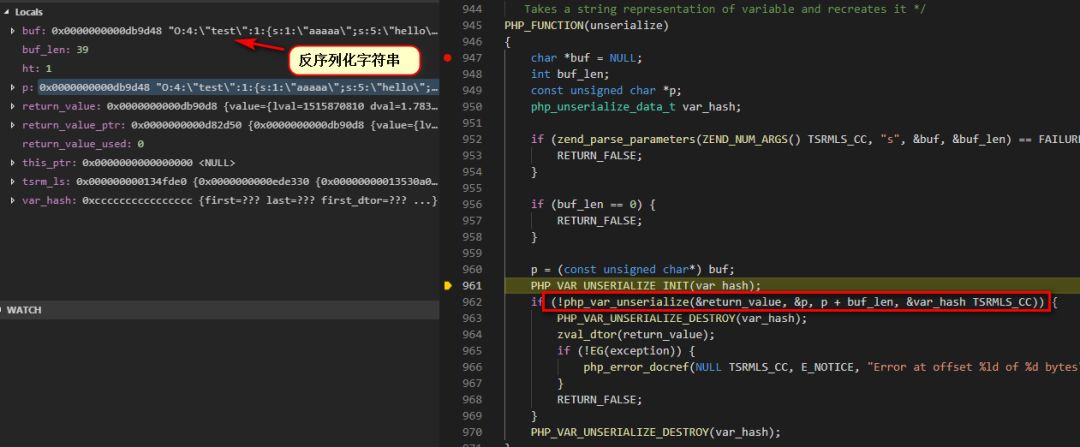 Locals
buf: 0x0000000000db9d48 "O:4:\"test\":1:{s:1:\"aaaaa\";s:5:\"hello\…
buf_len: 39
ht: 1
p: 0x0000000000db9d48 "O:4:\"test\":1:{s:1:\"aaaaa\";s:5:\"hello\";…
return_value: 0x0000000000db90d8 {value={lval=1515870810 dval=1.783…
return_value_ptr: 0x0000000000d82d50 {0x0000000000db90d8 {value={lv…
return_value_used: 0
this_ptr: 0x0000000000000000 <NULL>
tsrm_ls: 0x000000000134fde0 {0x0000000000ede330 {0x00000000013530a0…
var_hash: 0xcccccccccccccccc {first=??? last=??? first_dtor=??? ...}
WATCH
反序列化字符串
944 Takes a string representation of variable and recreates it */
945 PHP_FUNCTION(unserialize)
946 {
947 char *buf = NULL;
948 int buf_len;
949 const unsigned char *p;
950 php_unserialize_data_t var_hash;
951
952 if (zend_parse_parameters(ZEND_NUM_ARGS() TSRMLS_CC, "s", &buf, &buf_len) == FAILUR
953 RETURN_FALSE;
954 }
955
956 if (buf_len == 0) {
957 RETURN_FALSE;
958 }
959
960 p = (const unsigned char*) buf;
961 PHP_VAR_UNSERIALIZE_INIT(var_hash);
962 if (!php_var_unserialize(&return_value, &p, p + buf_len, &var_hash TSRMLS_CC)) {
963 PHP_VAR_UNSERIALIZE_DESTROY(var_hash);
964 zval_dtor(return_value);
965 if (!EG(exception)) {
966 php_error_docref(NULL TSRMLS_CC, E_NOTICE, "Error at offset %ld of %d bytes"
967 }
968 RETURN_FALSE;
969 }
970 PHP_VAR_UNSERIALIZE_DESTROY(var_hash);